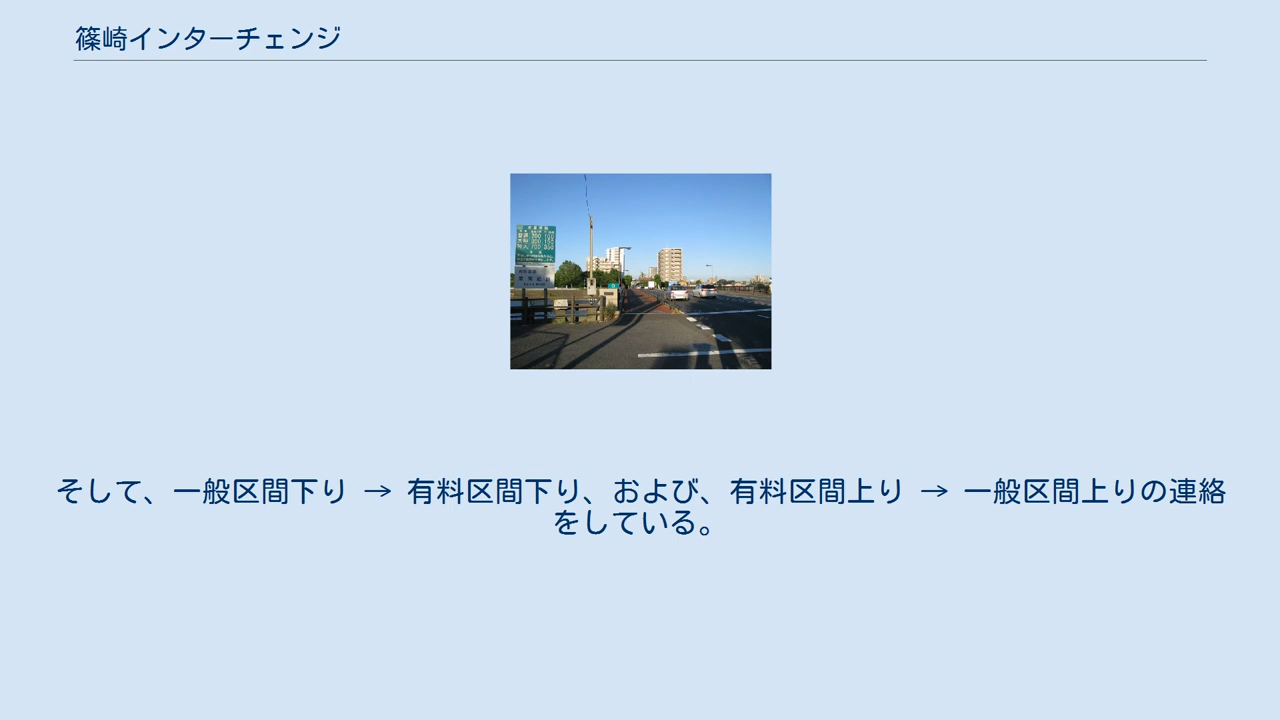 篠崎インターチェンジ
そして、一般区間下り → 有料区間下り、および、有料区間上り → 一般区間上りの連絡
をしている。